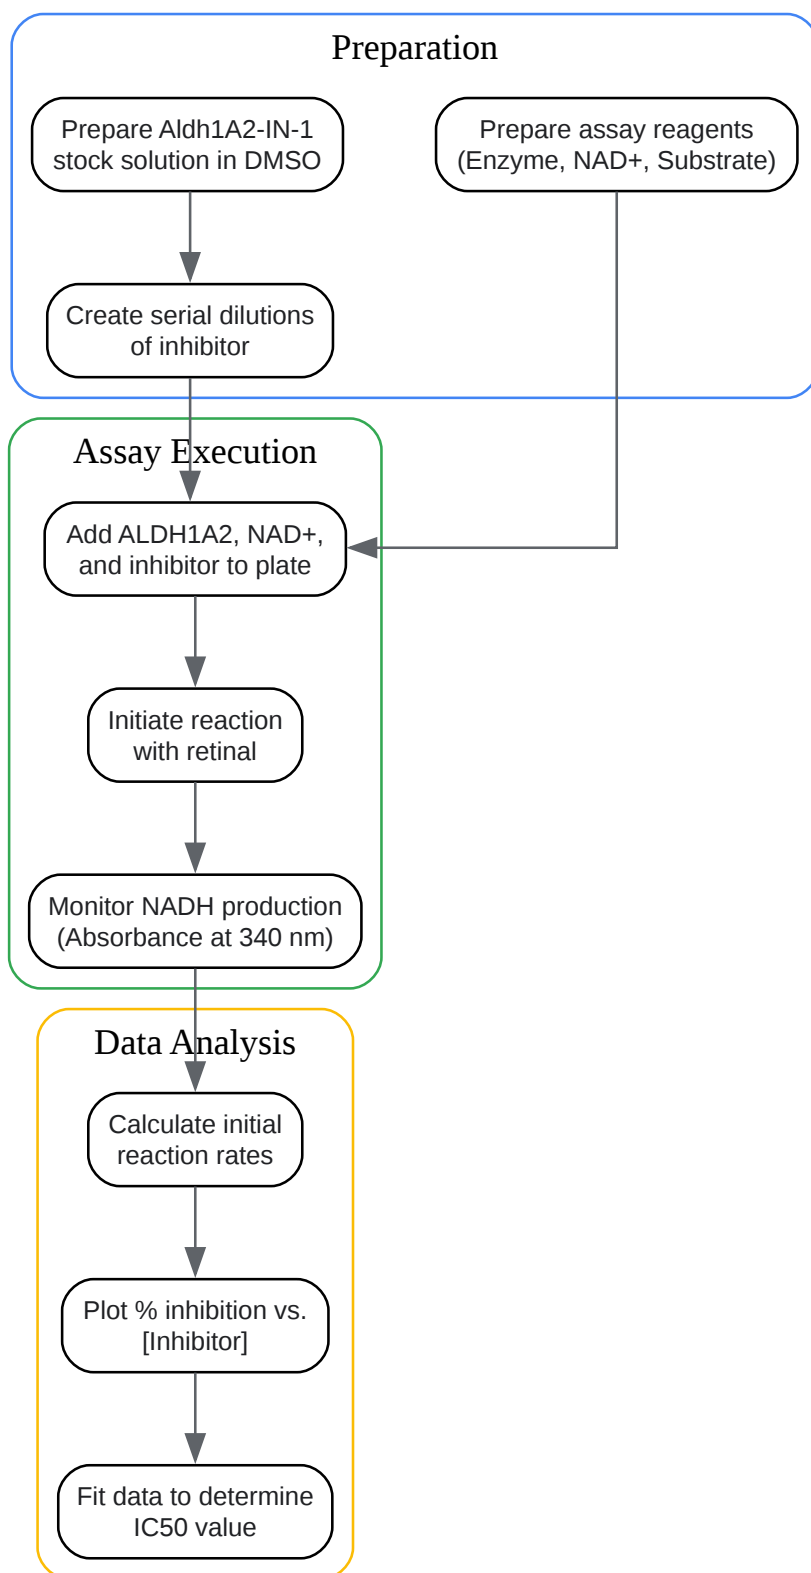 Preparation
Prepare Aldh1A2-IN-1
stock solution in DMSO
Prepare assay reagents
(Enzyme, NAD+, Substrate)
Create serial dilutions
of inhibitor
Assay Execution
Add ALDH1A2, NAD+,
and inhibitor to plate
Initiate reaction
with retinal
Monitor NADH production
(Absorbance at 340 nm)
Data Analysis
Calculate initial
reaction rates
Plot % inhibition vs.
[Inhibitor]
Fit data to determine
IC50 value